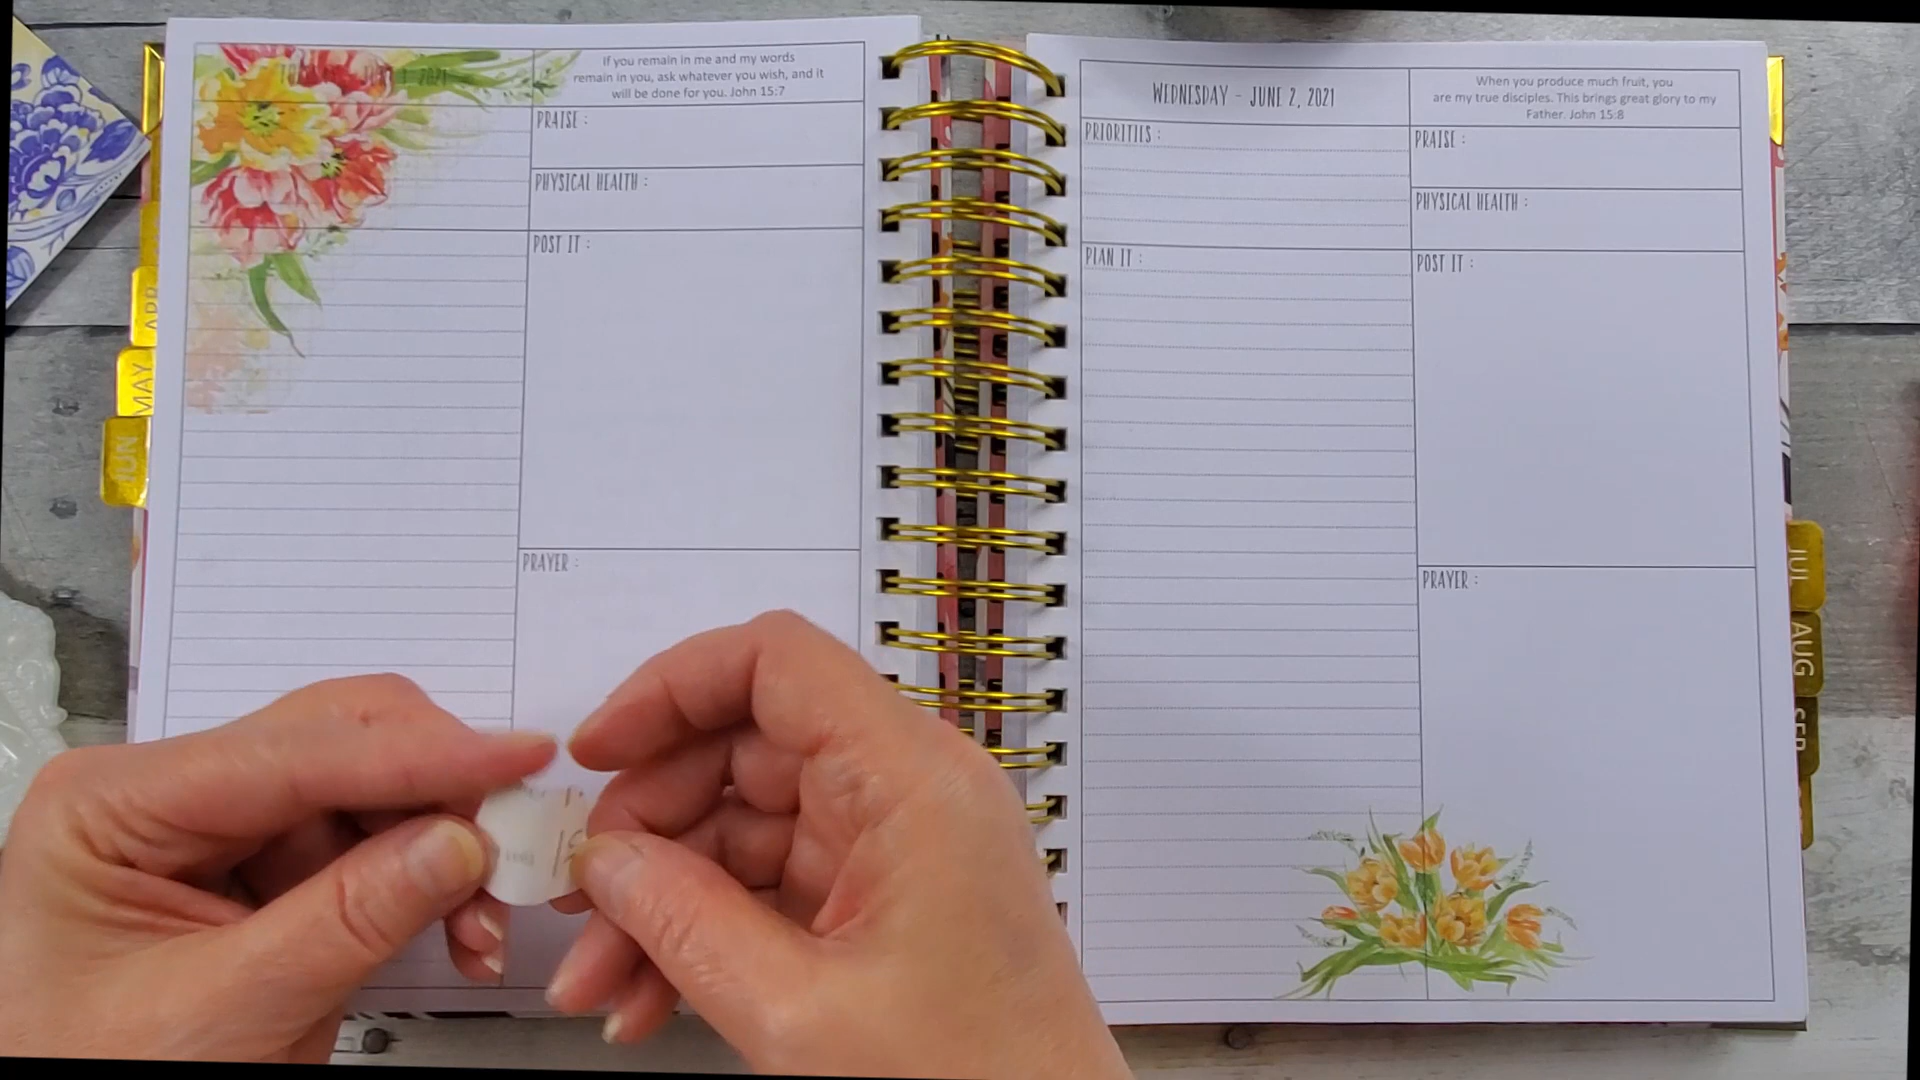 If you remain in me and my words
remain in you, ask whatever you wish, and it
will be done for you. John 15:7
PRAISE :
PHYSICAL HEALTH :
POST IT :
PRAYER :
APR
MAY
JUN
WEDNESDAY - JUNE 2, 2021
When you produce much fruit, you
are my true disciples. This brings great glory to my
Father. John 15:8
PRIORITIES :
PRAISE :
PHYSICAL HEALTH :
PLAN IT :
POST IT :
PRAYER :
JUL
AUG
SEP